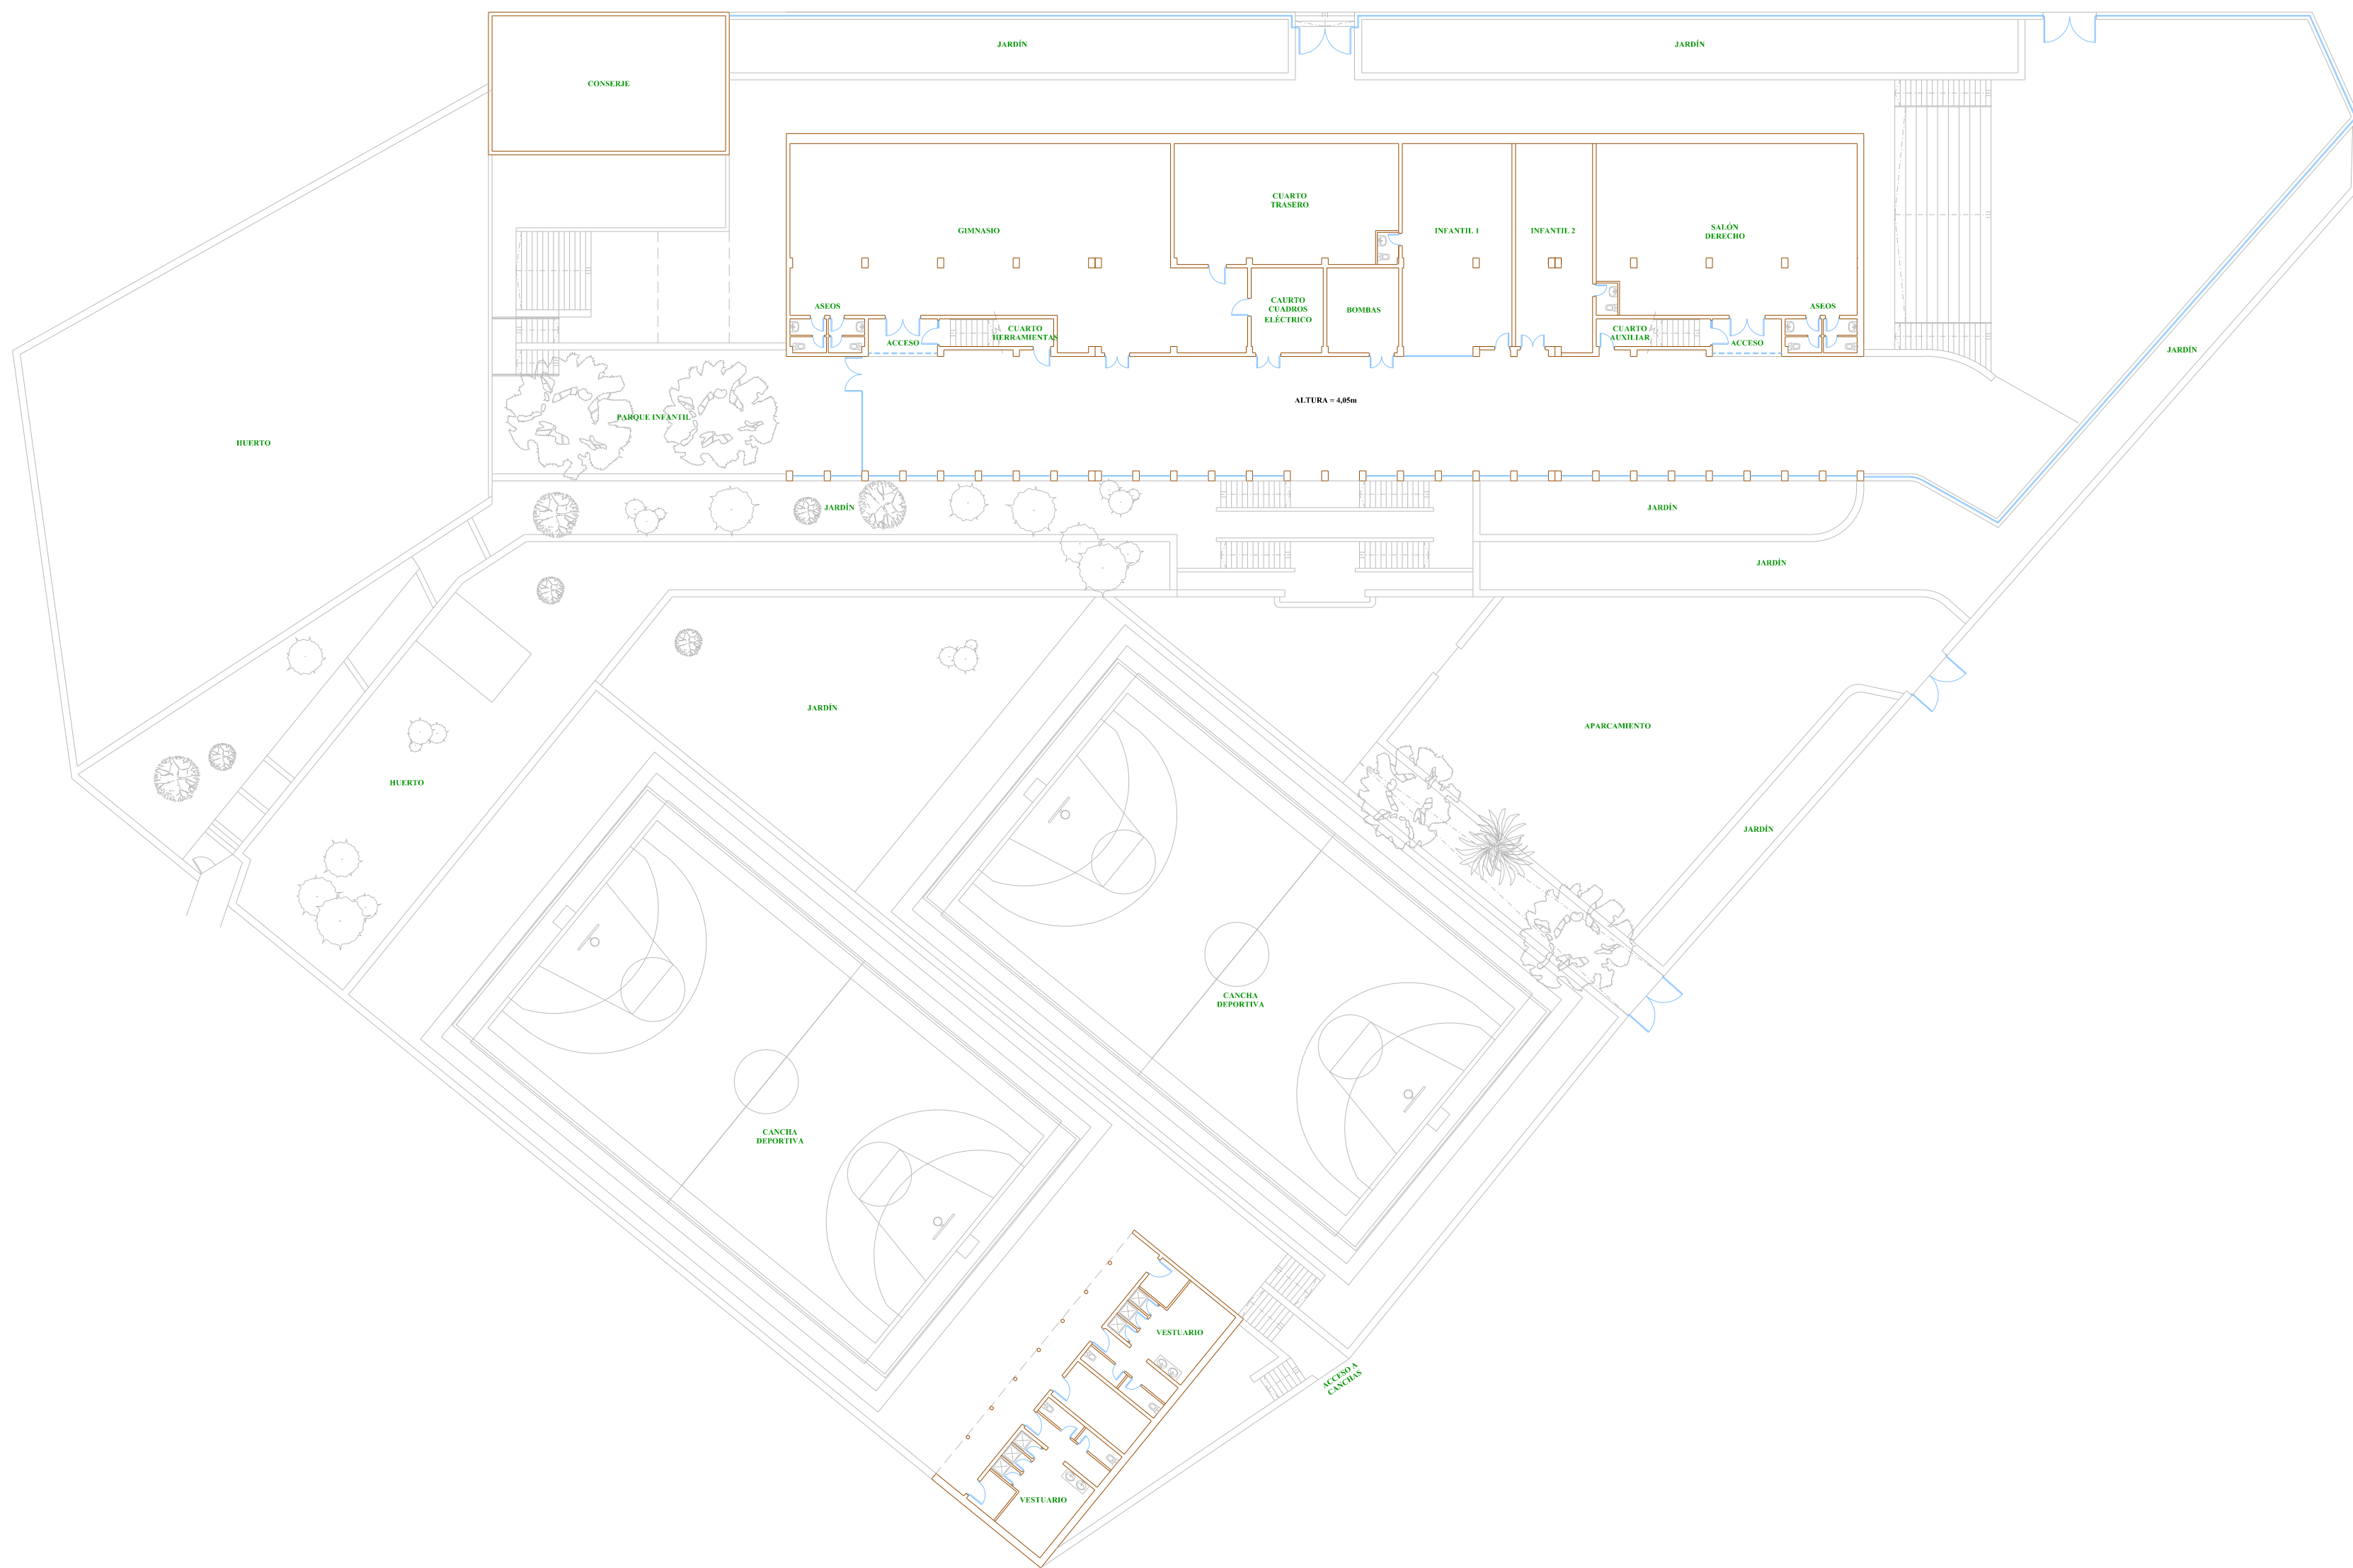 JARDÍN
JARDÍN
CONSERJE
CUARTO
TRASERO
GIMNASIO
INFANTIL 1
INFANTIL 2
SALÓN
DERECHO
ASEOS
CAURTO
CUADROS
ELÉCTRICO
BOMBAS
ASEOS
CUARTO
HERRAMIENTAS
CUARTO
AUXILIAR
ACCESO
ACCESO
JARDÍN
ALTURA = 4,05m
PARQUE INFANTIL
HUERTO
JARDÍN
JARDÍN
JARDÍN
JARDÍN
APARCAMIENTO
HUERTO
JARDÍN
CANCHA
DEPORTIVA
CANCHA
DEPORTIVA
VESTUARIO
ACCESO A
CANCHAS
VESTUARIO